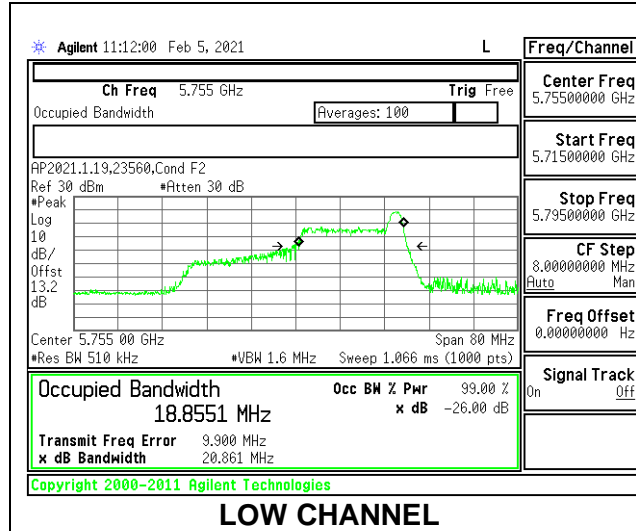 Agilent 11:12:00 Feb 5, 2021 L
Freq/Channel
Ch Freq 5.755 GHz Trig Free
Occupied Bandwidth Averages: 100
AP2021.1.19,23560,Cond F2
Ref 30 dBm #Atten 30 dB
#Peak
Log
10
dB/
Offst
13.2
dB
Center 5.755 00 GHz Span 80 MHz
#Res BW 510 kHz #VBW 1.6 MHz Sweep 1.066 ms (1000 pts)
Occupied Bandwidth Occ BW % Pwr 99.00 %
18.8551 MHz x dB -26.00 dB
Transmit Freq Error 9.900 MHz
x dB Bandwidth 20.861 MHz
Copyright 2000-2011 Agilent Technologies
Center Freq
5.75500000 GHz
Start Freq
5.71500000 GHz
Stop Freq
5.79500000 GHz
CF Step
8.00000000 MHz
Auto Man
Freq Offset
0.00000000 Hz
Signal Track
On Off
LOW CHANNEL